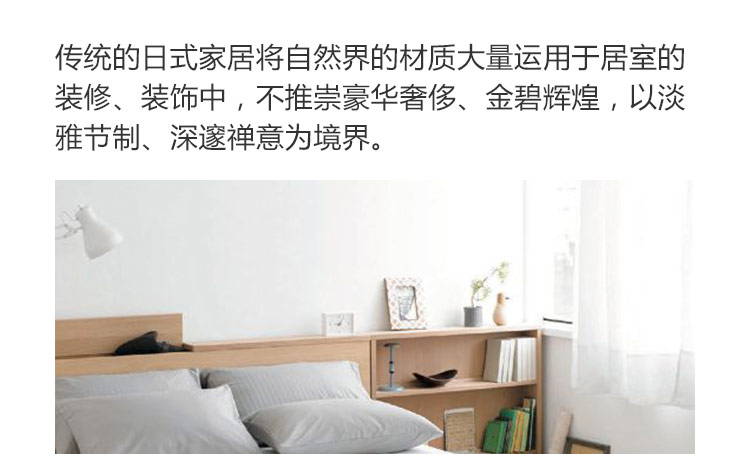 传统的日式家居将自然界的材质大量运用于居室的
装修、装饰中，不推崇豪华奢侈、金碧辉煌，以淡
雅节制、深邃禅意为境界。